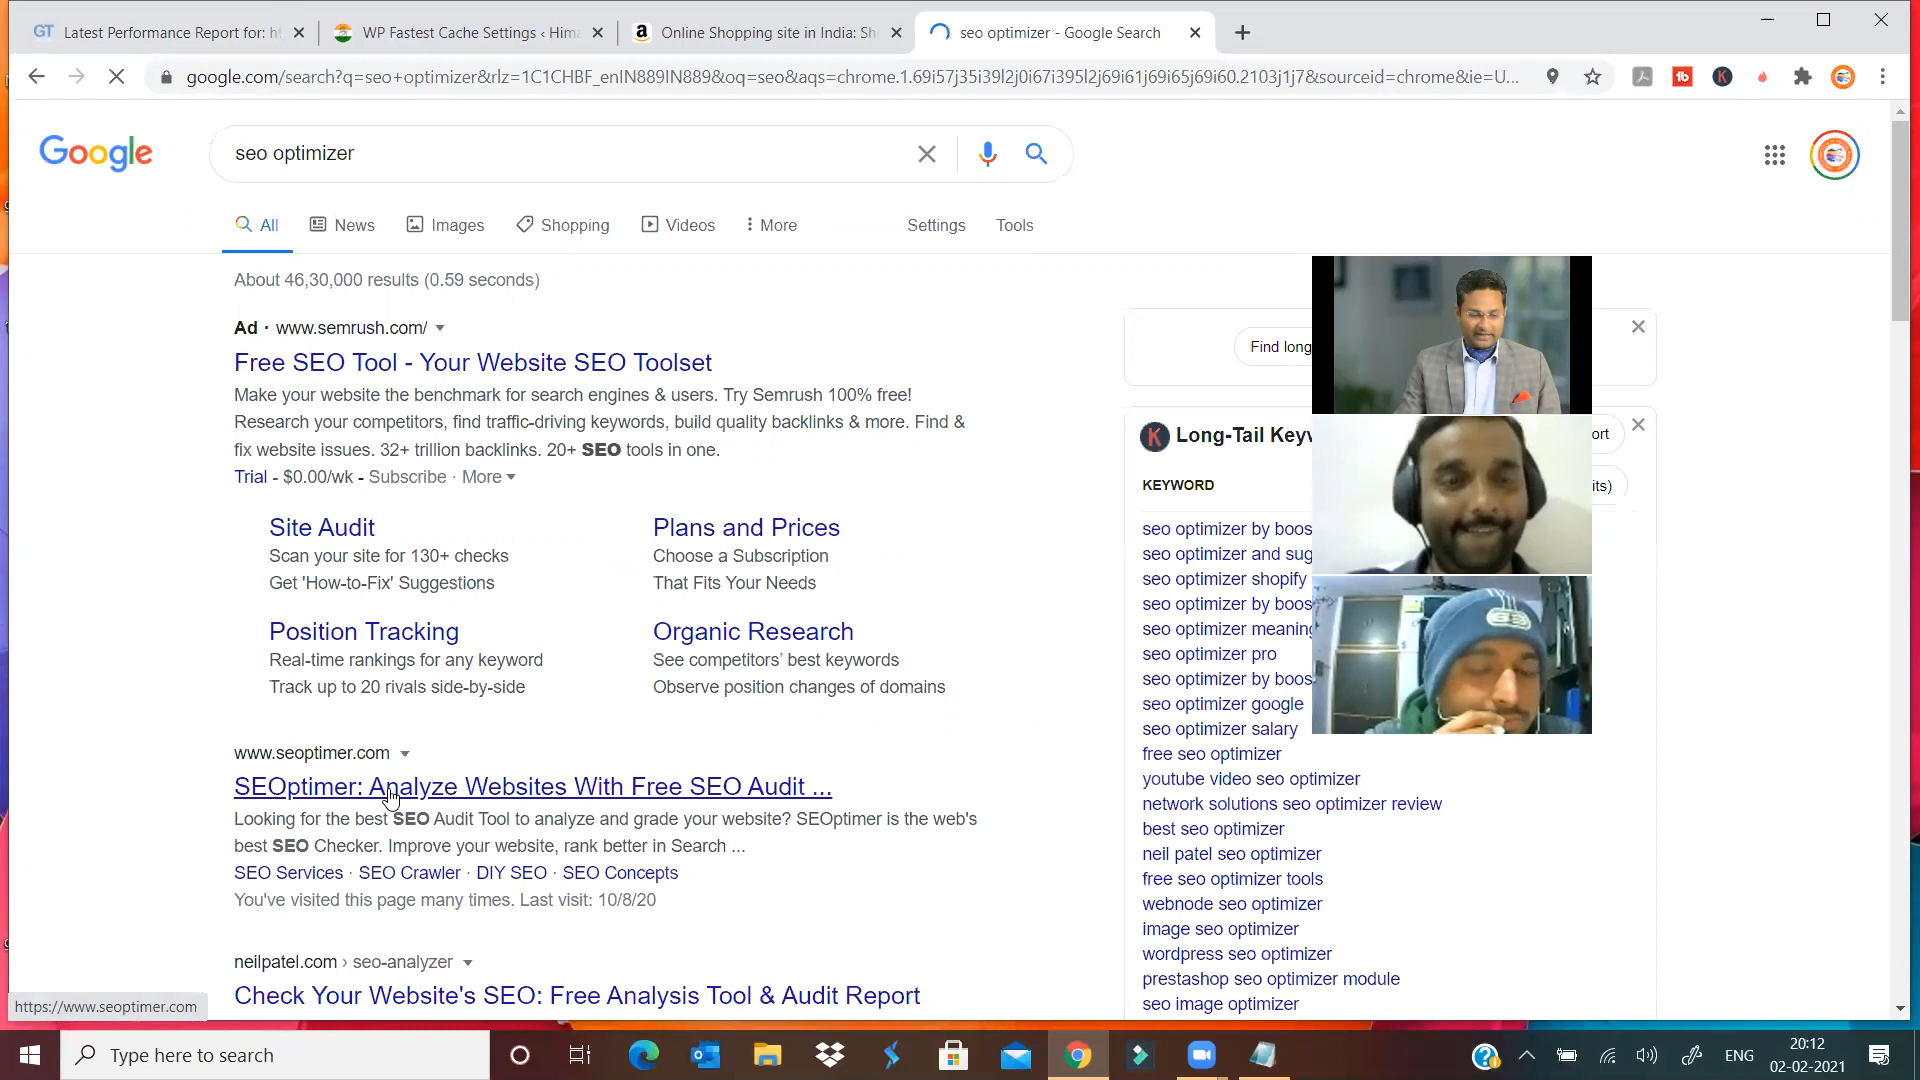 GT Latest Performance Report for: h
WP Fastest Cache Settings ‹ Him
Online Shopping site in India: Sh
seo optimizer - Google Search
google.com/search?q=seo+optimizer&rlz=1C1CHBF_enIN889IN889&oq=seo&aqs=chrome.1.69i57j35i39l2j0i67i395l2j69i61j69i65j69i60.2103j1j7&sourceid=chrome&ie=U...
Google
seo optimizer
All
News
Images
Shopping
Videos
More
Settings
Tools
About 46,30,000 results (0.59 seconds)
Ad · www.semrush.com/
Free SEO Tool - Your Website SEO Toolset
Make your website the benchmark for search engines & users. Try Semrush 100% free!
Research your competitors, find traffic-driving keywords, build quality backlinks & more. Find &
fix website issues. 32+ trillion backlinks. 20+ SEO tools in one.
Trial - $0.00/wk - Subscribe · More
Site Audit
Scan your site for 130+ checks
Get 'How-to-Fix' Suggestions
Plans and Prices
Choose a Subscription
That Fits Your Needs
Position Tracking
Real-time rankings for any keyword
Track up to 20 rivals side-by-side
Organic Research
See competitors' best keywords
Observe position changes of domains
www.seoptimer.com
SEOptimer: Analyze Websites With Free SEO Audit ...
Looking for the best SEO Audit Tool to analyze and grade your website? SEOptimer is the web's
best SEO Checker. Improve your website, rank better in Search ...
SEO Services · SEO Crawler · DIY SEO · SEO Concepts
You've visited this page many times. Last visit: 10/8/20
neilpatel.com › seo-analyzer
Check Your Website's SEO: Free Analysis Tool & Audit Report
https://www.seoptimer.com
Find long
K Long-Tail Keyw
ort
KEYWORD
its)
seo optimizer by boos
seo optimizer and sug
seo optimizer shopify
seo optimizer by boos
seo optimizer meaning
seo optimizer pro
seo optimizer by boos
seo optimizer google
seo optimizer salary
free seo optimizer
youtube video seo optimizer
network solutions seo optimizer review
best seo optimizer
neil patel seo optimizer
free seo optimizer tools
webnode seo optimizer
image seo optimizer
wordpress seo optimizer
prestashop seo optimizer module
seo image optimizer
Type here to search
ENG
20:12
02-02-2021